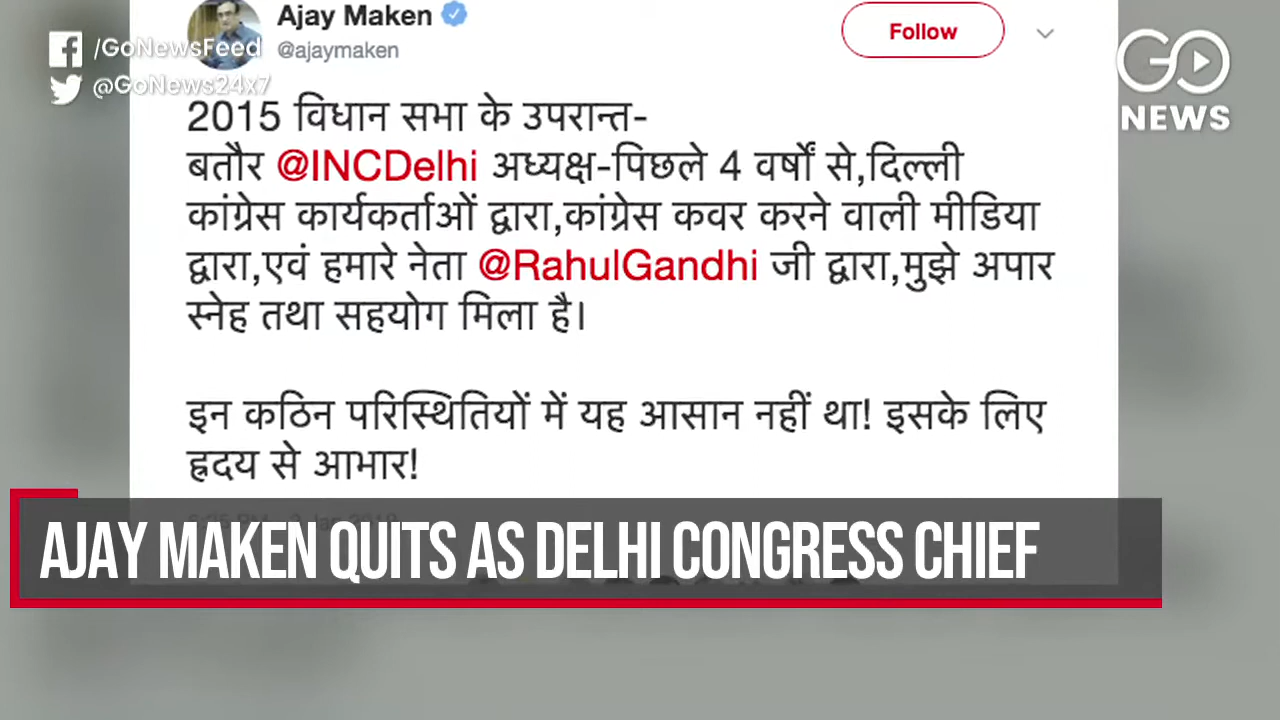 Ajay Maken
@ajaymaken
Follow
/GoNewsFeed
@GoNews24x7
GO
NEWS
2015 विधान सभा के उपरान्त-
बतौर @INCDelhi अध्यक्ष-पिछले 4 वर्षों से,दिल्ली
कांग्रेस कार्यकर्ताओं द्वारा,कांग्रेस कवर करने वाली मीडिया
द्वारा,एवं हमारे नेता @RahulGandhi जी द्वारा,मुझे अपार
स्नेह तथा सहयोग मिला है।
इन कठिन परिस्थितियों में यह आसान नहीं था! इसके लिए
ह्रदय से आभार!
AJAY MAKEN QUITS AS DELHI CONGRESS CHIEF